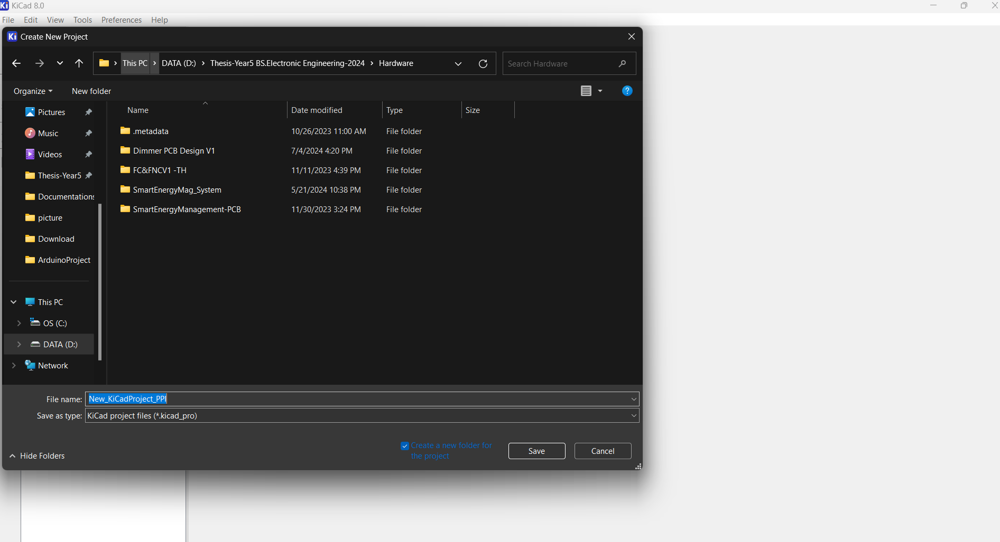 Ki KiCad 8.0
File Edit View Tools Preferences Help
Ki Create New Project
This PC DATA (D:) Thesis-Year5 BS.Electronic Engineering-2024 Hardware Search Hardware
Organize New folder ?
Name Date modified Type Size
Pictures
Music
Videos
Thesis-Year5
Documentations
picture
Download
ArduinoProject
This PC
OS (C:)
DATA (D:)
Network
.metadata 10/26/2023 11:00 AM File folder
Dimmer PCB Design V1 7/4/2024 4:20 PM File folder
FC&FNCV1 -TH 11/11/2023 4:39 PM File folder
SmartEnergyMag_System 5/21/2024 10:38 PM File folder
SmartEnergyManagement-PCB 11/30/2023 3:24 PM File folder
File name: New_KiCadProject_PPI
Save as type: KiCad project files (*.kicad_pro)
Create a new folder for
the project
Save Cancel
Hide Folders